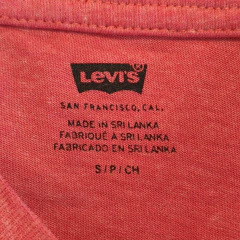 Levi's®
SAN FRANCISCO, CAL.
MADE IN SRI LANKA
FABRIQUÉ À SRI LANKA
FABRICADO EN SRI LANKA
S / P / CH